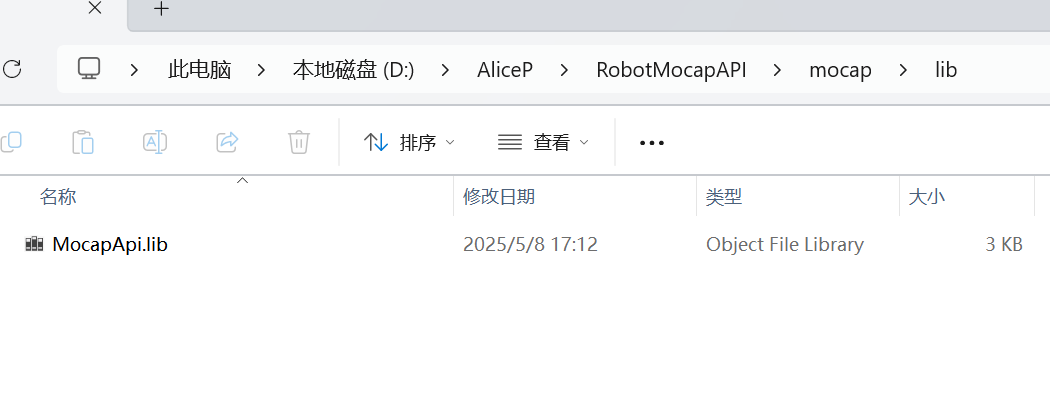 此电脑 > 本地磁盘 (D:) > AliceP > RobotMocapAPI > mocap > lib
排序 查看 •••
名称 修改日期 类型 大小
MocapApi.lib 2025/5/8 17:12 Object File Library 3 KB